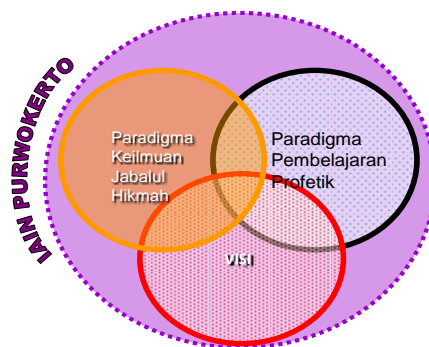 IAIN PURWOKERTO
Paradigma
Keilmuan
Jabalul
Hikmah
Paradigma
Pembelajaran
Profetik
VISI